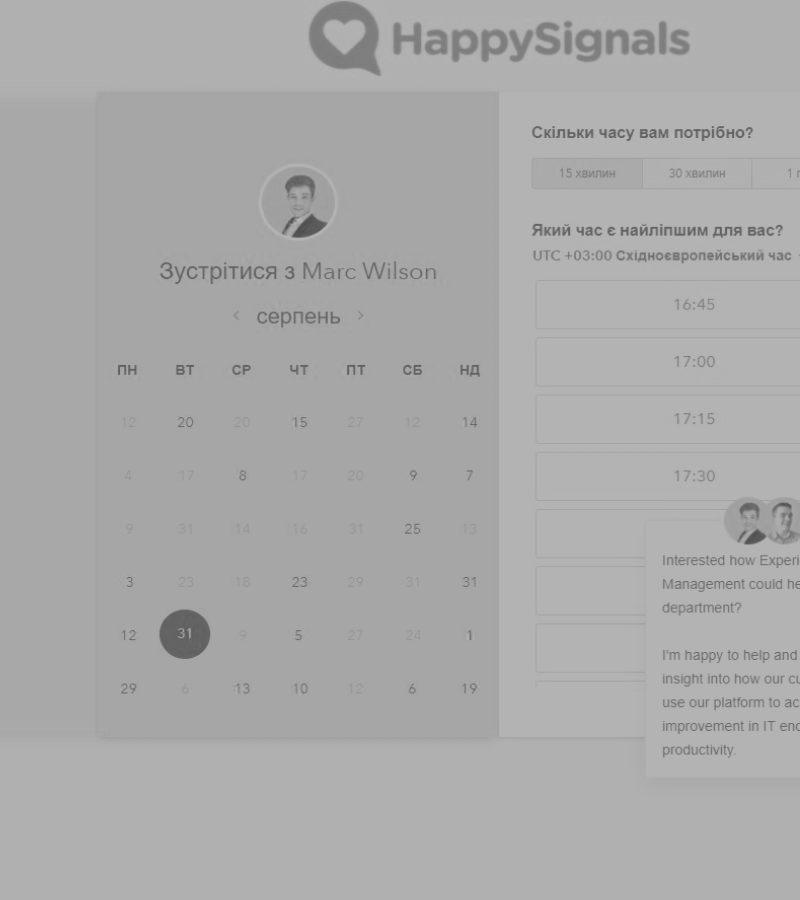 HappySignals
Зустрітися з Marc Wilson
серпень
ПН ВТ СР ЧТ ПТ СБ НД
12 20 20 15 27 12 14
4 17 8 17 20 9 7
9 31 14 16 31 25 13
3 23 18 23 29 31 31
12 31 9 5 27 24 1
29 6 13 10 12 6 19
Скільки часу вам потрібно?
15 хвилин 30 хвилин 1
Який час є найліпшим для вас?
UTC +03:00 Східноєвропейський час
16:45
17:00
17:15
17:30
Interested how Experi
Management could he
department?
I'm happy to help and
insight into how our cu
use our platform to ac
improvement in IT end
productivity.